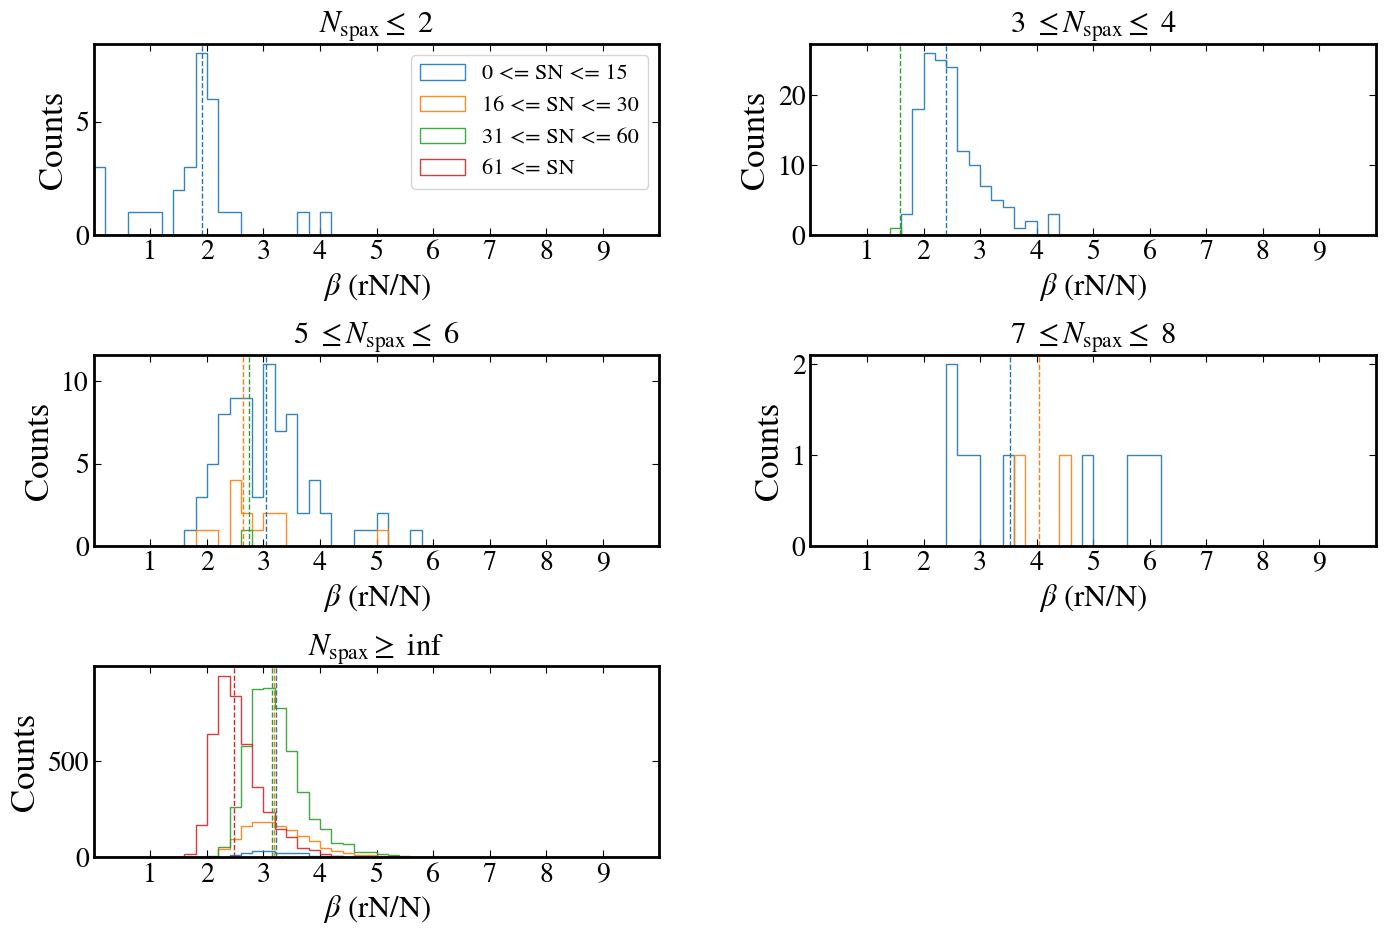 N_spax ≤ 2
Counts
5
0
0 <= SN <= 15
16 <= SN <= 30
31 <= SN <= 60
61 <= SN
1 2 3 4 5 6 7 8 9
β (rN/N)
3 ≤ N_spax ≤ 4
Counts
20
10
0
1 2 3 4 5 6 7 8 9
β (rN/N)
5 ≤ N_spax ≤ 6
Counts
10
5
0
1 2 3 4 5 6 7 8 9
β (rN/N)
7 ≤ N_spax ≤ 8
Counts
2
1
0
1 2 3 4 5 6 7 8 9
β (rN/N)
N_spax ≥ inf
Counts
500
0
1 2 3 4 5 6 7 8 9
β (rN/N)